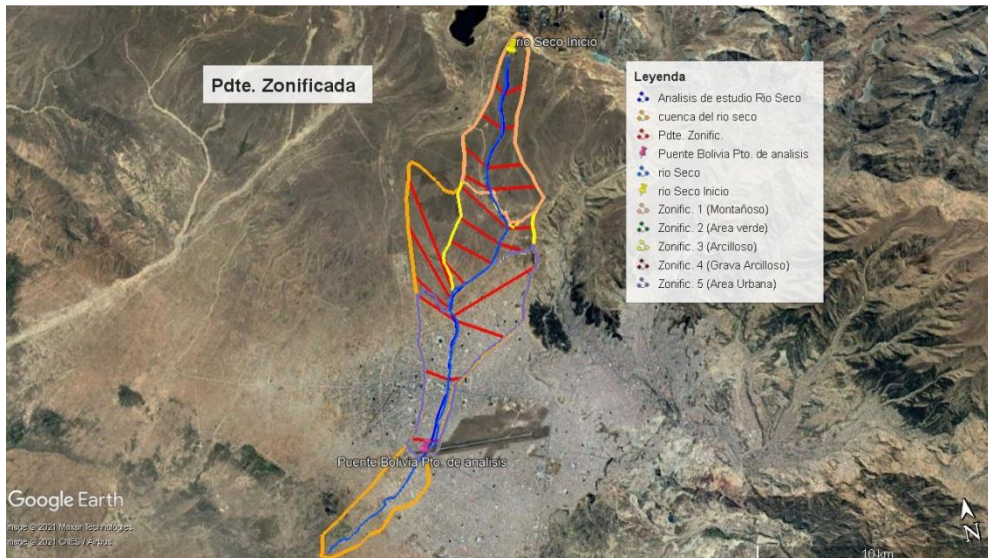 rio Seco Inicio
Pdte. Zonificada
Leyenda
Analisis de estudio Rio Seco
cuenca del rio seco
Pdte. Zonific.
Puente Bolivia Pto. de analisis
rio Seco
rio Seco Inicio
Zonific. 1 (Montañoso)
Zonific. 2 (Area verde)
Zonific. 3 (Arcilloso)
Zonific. 4 (Grava Arcilloso)
Zonific. 5 (Area Urbana)
Puente Bolivia Pto. de analisis
Google Earth
mage © 2021 Maxar Technologies
mage © 2021 CNES / Airbus
10 km
N